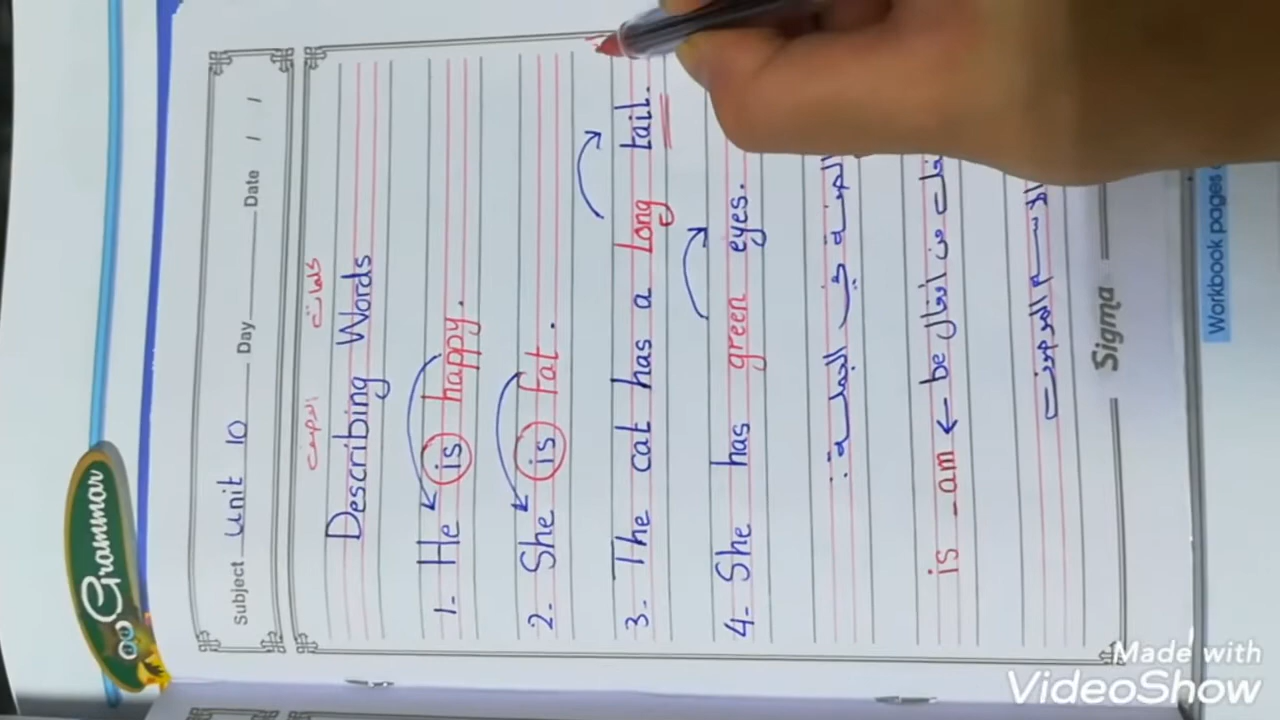 Grammar
Subject Unit 10 Day Date / /
كلمات الوصف
Describing Words
1- He is happy.
2- She is fat.
3- The cat has a long tail.
4- She has green eyes.
الصفة في الجملة:
is - am ← be من افعال
الاسم الموصوف
Sigma
Workbook pages
Made with
VideoShow